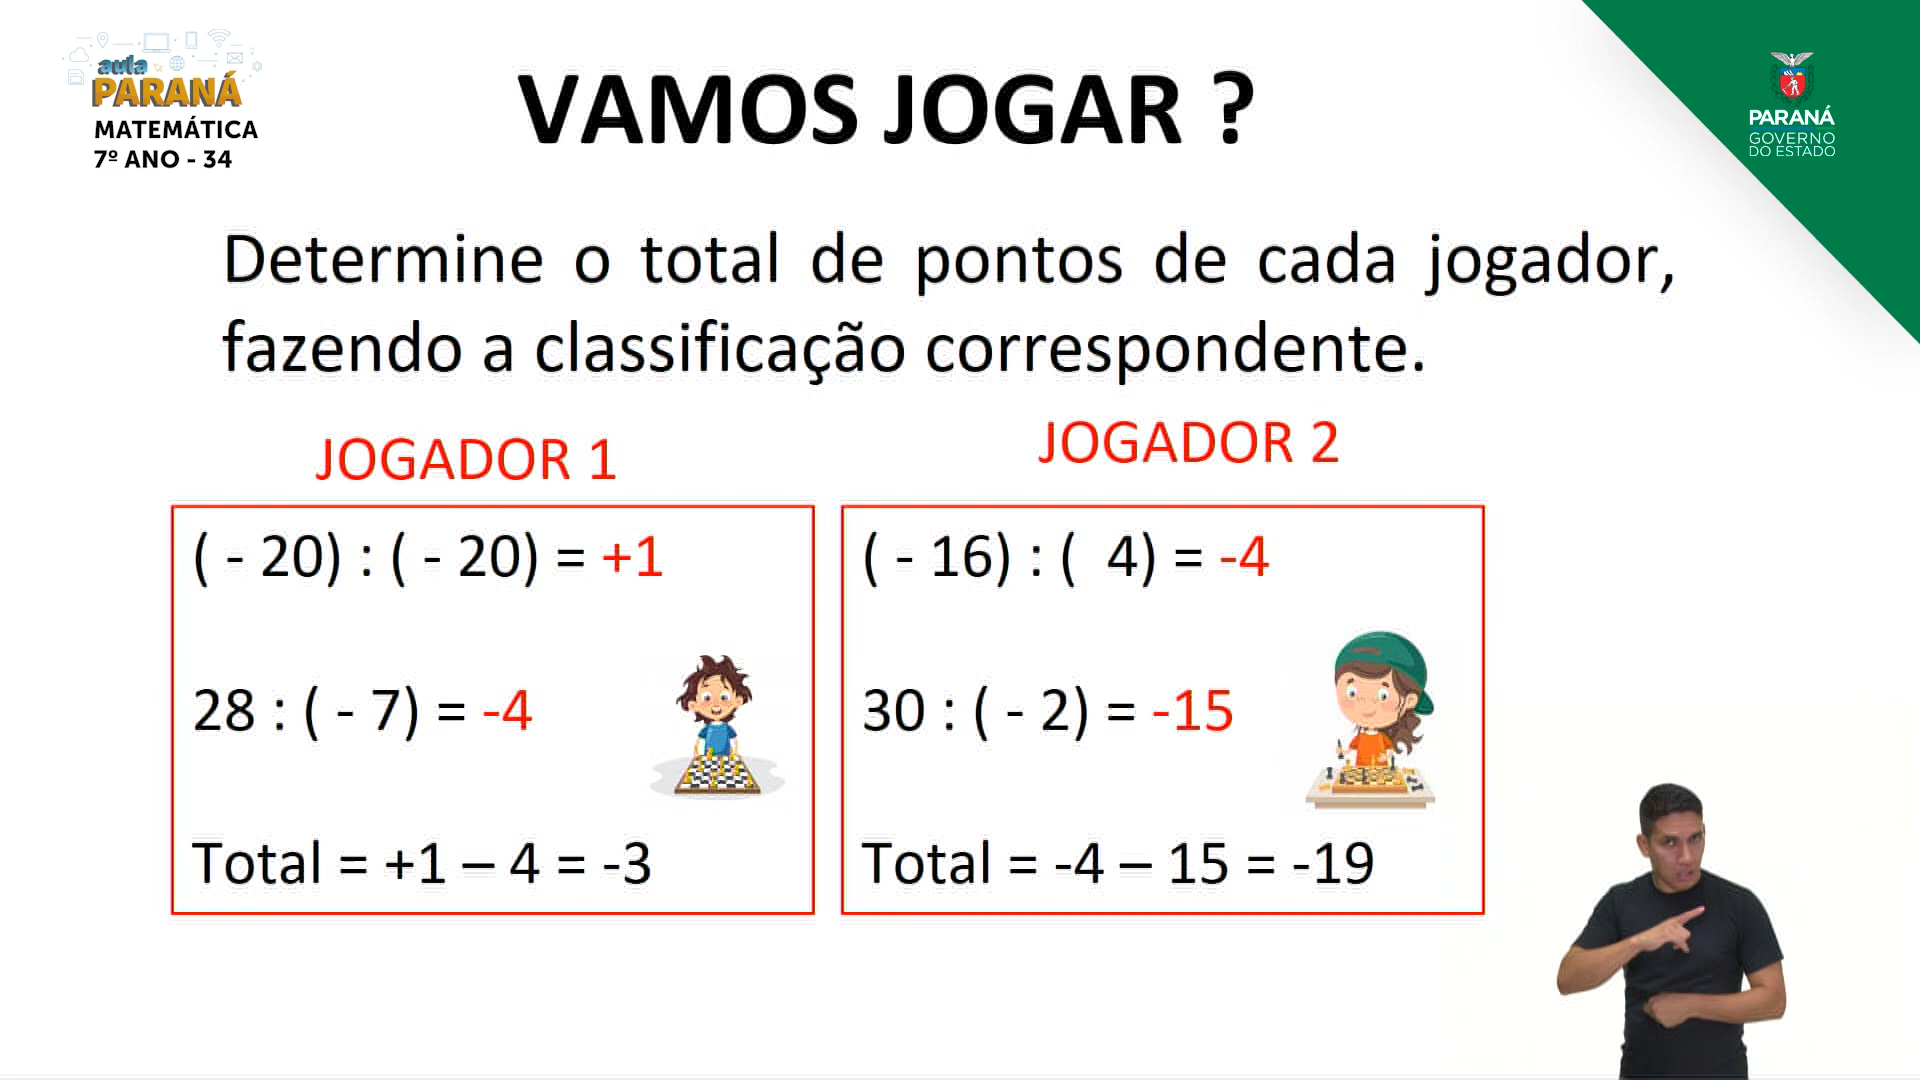 aula
PARANÁ
MATEMÁTICA
7º ANO - 34
VAMOS JOGAR ?
PARANÁ
GOVERNO
DO ESTADO
Determine o total de pontos de cada jogador,
fazendo a classificação correspondente.
JOGADOR 1
( - 20) : ( - 20) = +1
28 : ( - 7) = -4
Total = +1 – 4 = -3
JOGADOR 2
( - 16) : ( 4) = -4
30 : ( - 2) = -15
Total = -4 – 15 = -19